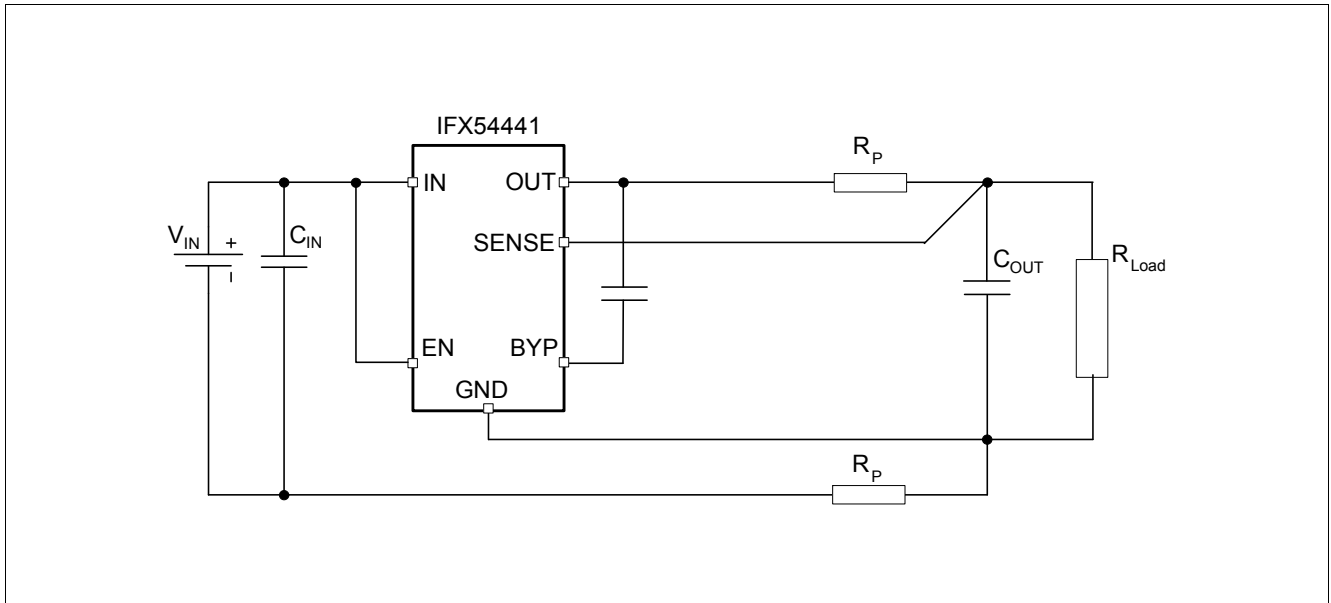 IFX54441
IN
OUT
SENSE
EN
BYP
GND
V_IN
+
-
C_IN
R_P
C_OUT
R_Load
R_P